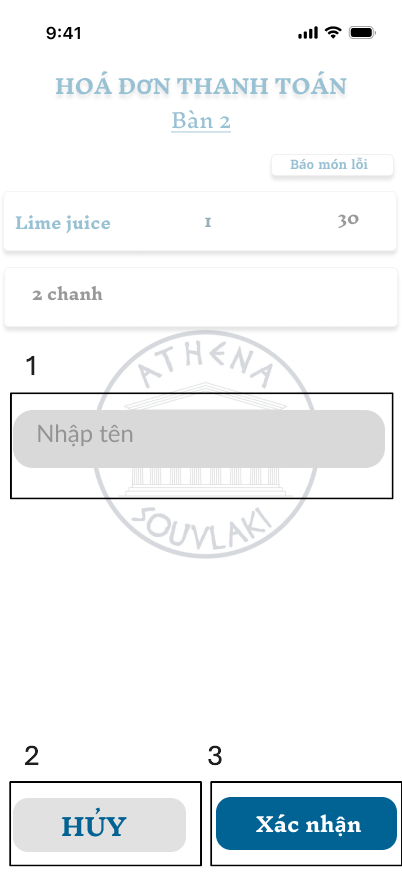 9:41
HOÁ ĐƠN THANH TOÁN
Bàn 2
Báo món lỗi
Lime juice 1 30
2 chanh
ATHENA
1
Nhập tên
SOUVLAKI
2 3
HỦY Xác nhận